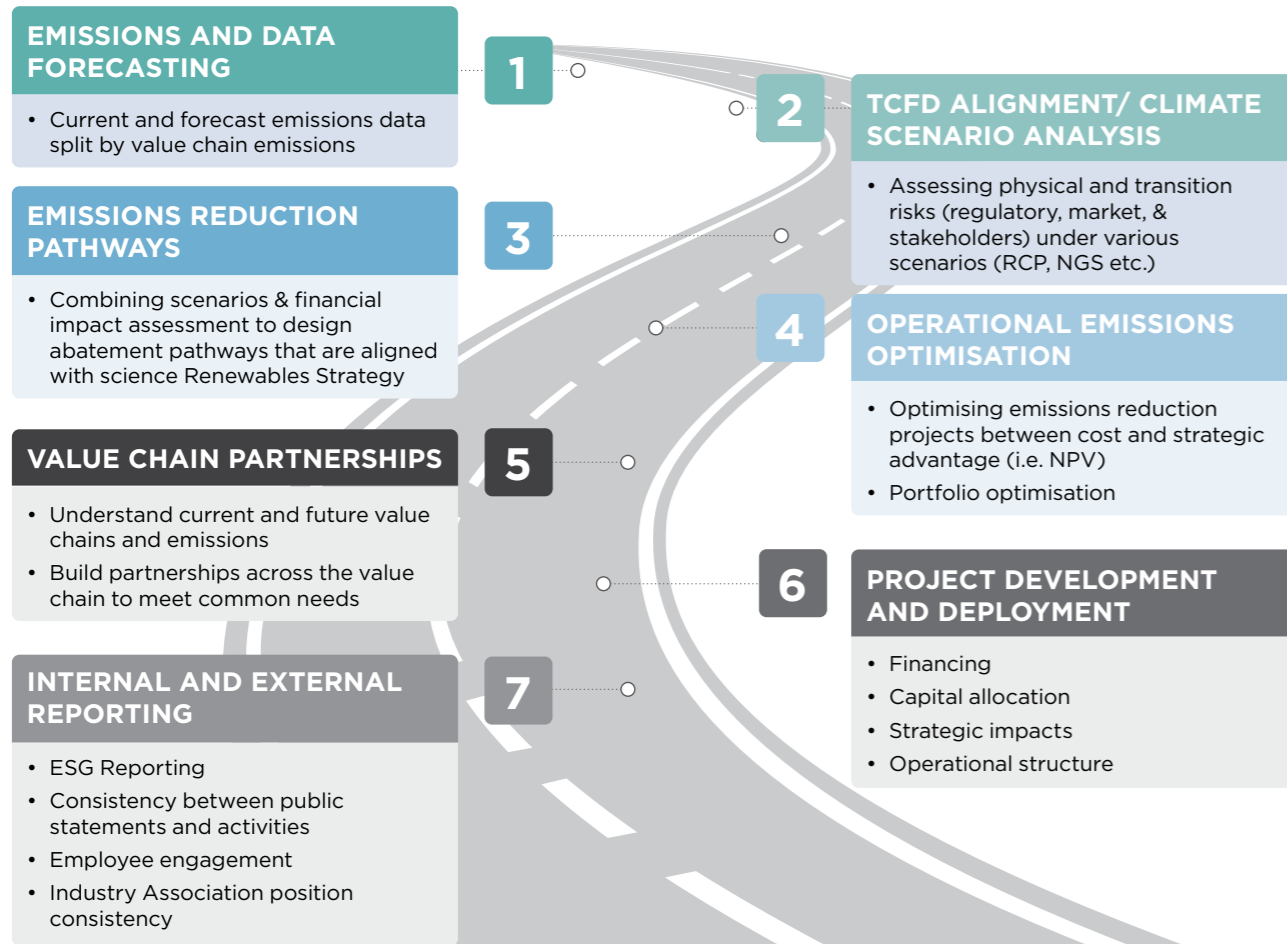 EMISSIONS AND DATA
FORECASTING
• Current and forecast emissions data
split by value chain emissions
1
2
TCFD ALIGNMENT/ CLIMATE
SCENARIO ANALYSIS
• Assessing physical and transition
risks (regulatory, market, &
stakeholders) under various
scenarios (RCP, NGS etc.)
EMISSIONS REDUCTION
PATHWAYS
• Combining scenarios & financial
impact assessment to design
abatement pathways that are aligned
with science Renewables Strategy
3
4
OPERATIONAL EMISSIONS
OPTIMISATION
• Optimising emissions reduction
projects between cost and strategic
advantage (i.e. NPV)
• Portfolio optimisation
VALUE CHAIN PARTNERSHIPS
• Understand current and future value
chains and emissions
• Build partnerships across the value
chain to meet common needs
5
6
PROJECT DEVELOPMENT
AND DEPLOYMENT
• Financing
• Capital allocation
• Strategic impacts
• Operational structure
INTERNAL AND EXTERNAL
REPORTING
• ESG Reporting
• Consistency between public
statements and activities
• Employee engagement
• Industry Association position
consistency
7